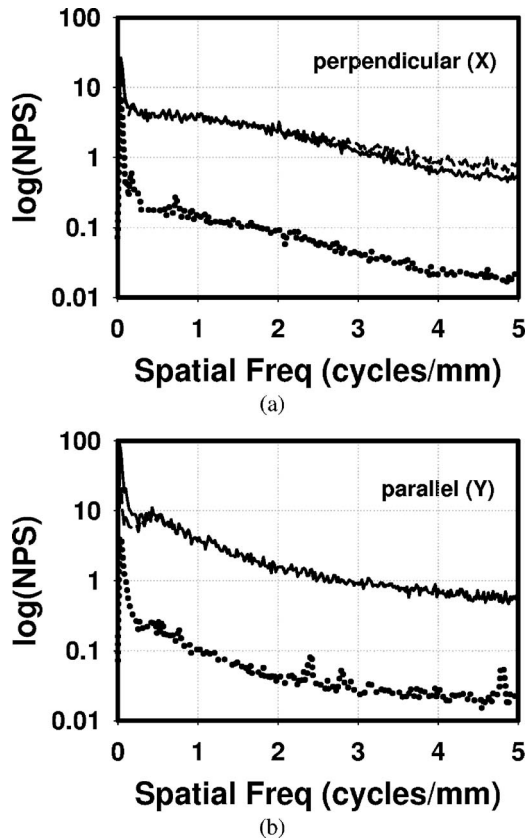 100
10
1
0.1
0.01
log(NPS)
perpendicular (X)
0 1 2 3 4 5
Spatial Freq (cycles/mm)
(a)
100
10
1
0.1
0.01
log(NPS)
parallel (Y)
0 1 2 3 4 5
Spatial Freq (cycles/mm)
(b)